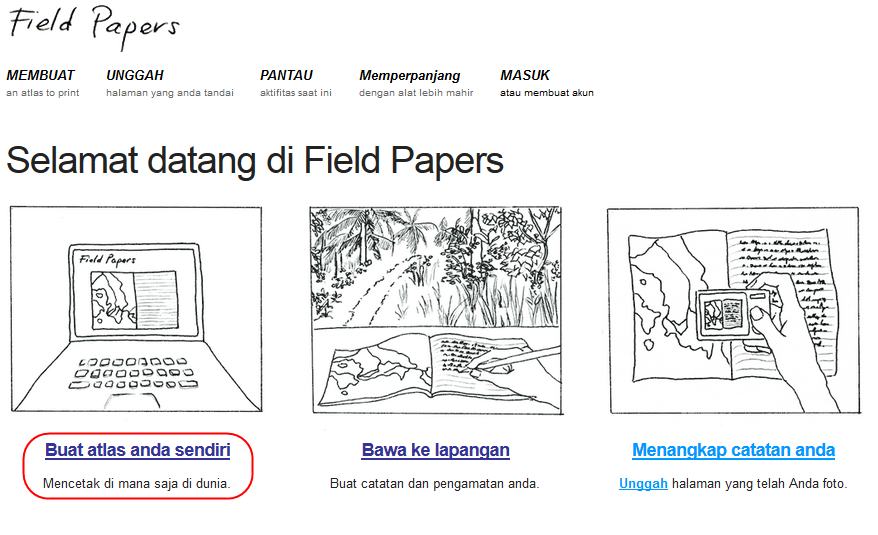 Field Papers
MEMBUAT UNGGAH PANTAU Memperpanjang MASUK
an atlas to print halaman yang anda tandai aktifitas saat ini dengan alat lebih mahir atau membuat akun
Selamat datang di Field Papers
Field Papers
Buat atlas anda sendiri Bawa ke lapangan Menangkap catatan anda
Mencetak di mana saja di dunia. Buat catatan dan pengamatan anda. Unggah halaman yang telah Anda foto.